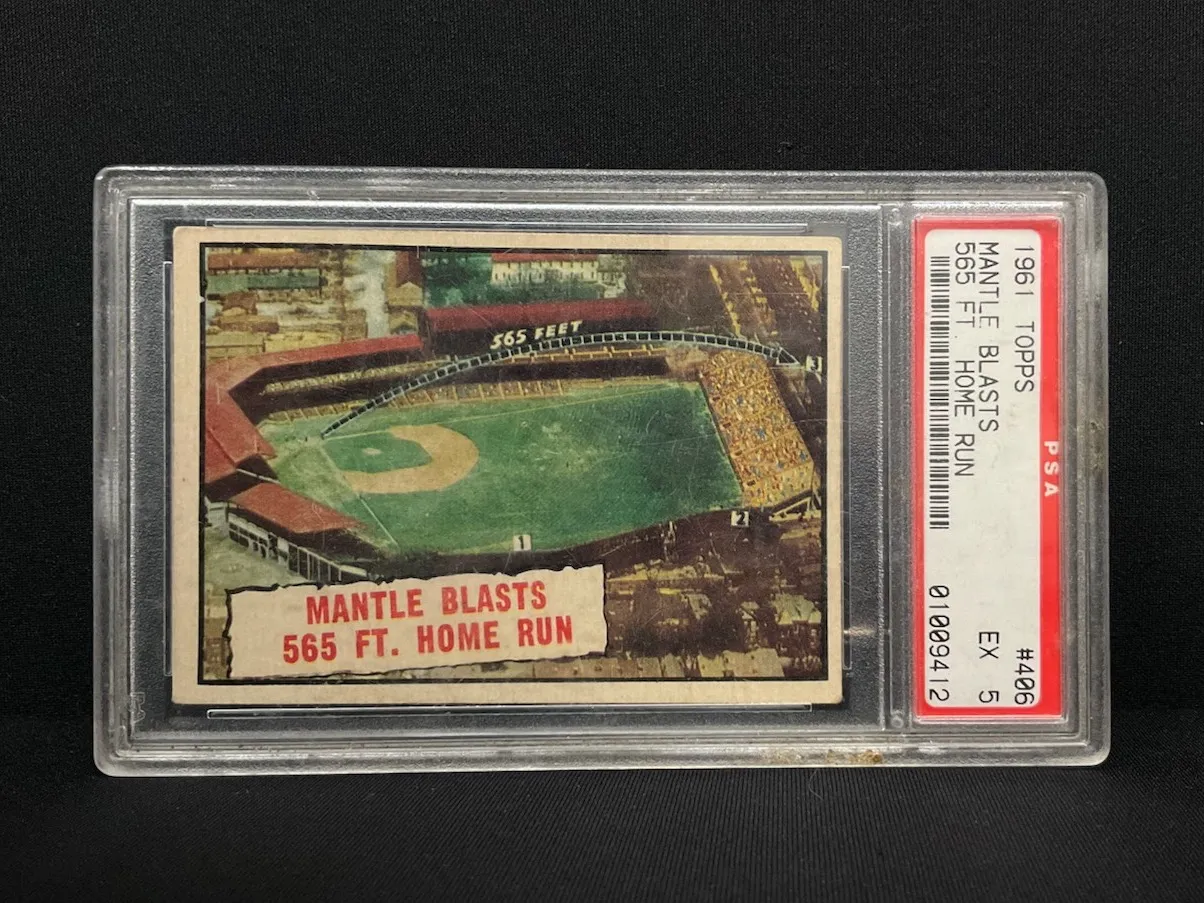 565 FEET
3
2
1
MANTLE BLASTS
565 FT. HOME RUN
PSA
1961 TOPPS #406
MANTLE BLASTS EX 5
565 FT. HOME RUN
01009412